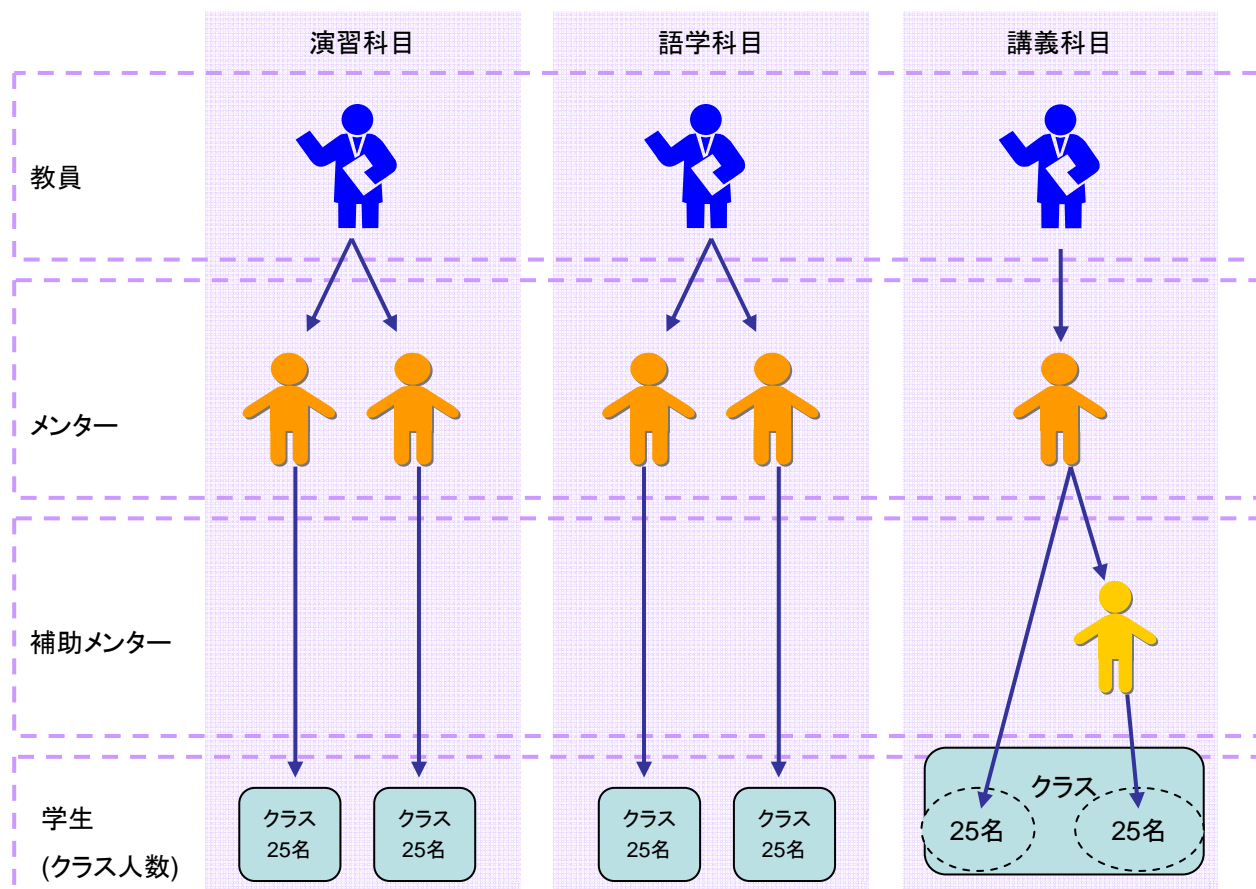 演習科目
語学科目
講義科目
教員
メンター
補助メンター
学生
(クラス人数)
クラス
25名
クラス
25名
クラス
25名
クラス
25名
クラス
25名
25名